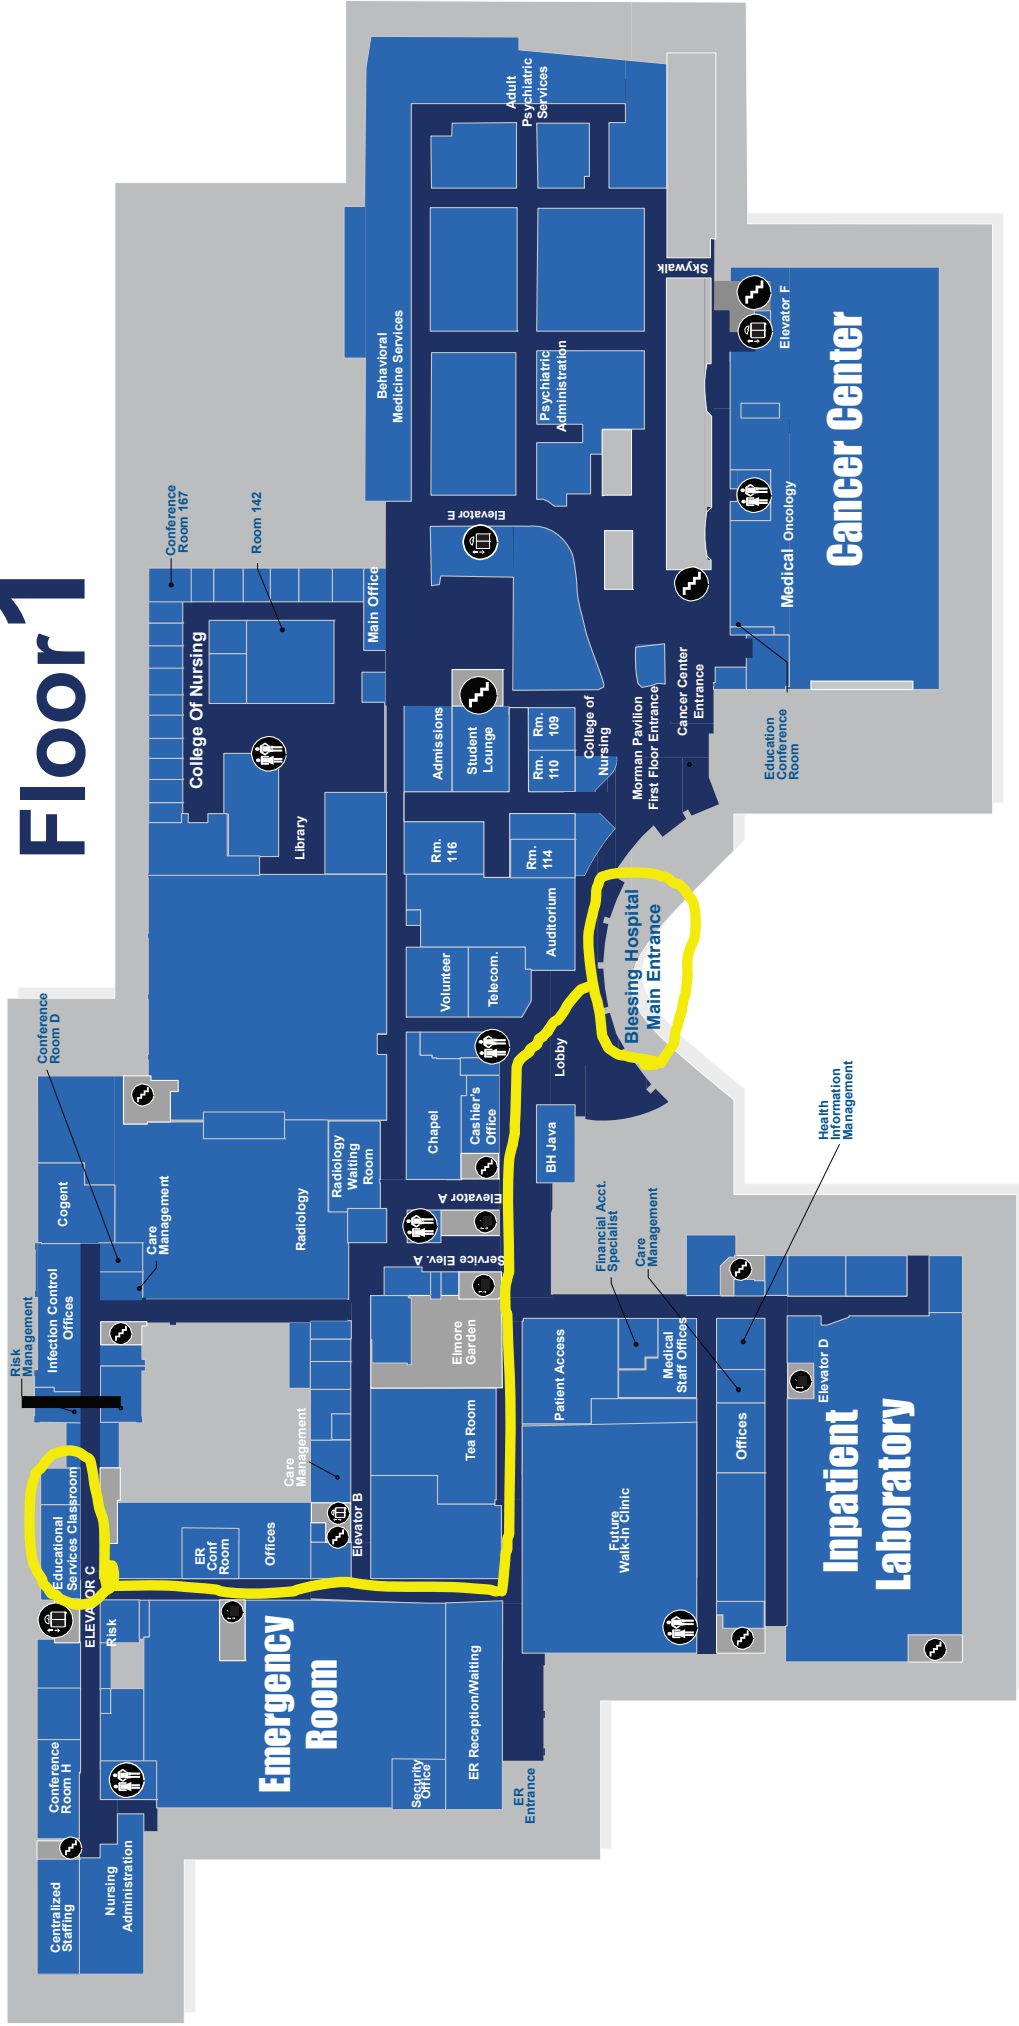 Floor 1
Adult
Psychiatric
Services
Behavioral
Medicine Services
Psychiatric
Administration
Skywalk
Elevator F
Cancer Center
Medical Oncology
Elevator E
Conference
Room 167
Room 142
Main Office
College Of Nursing
Library
Admissions
Student
Lounge
Rm.
109
Rm.
110
College of
Nursing
Morman Pavilion
First Floor Entrance
Cancer Center
Entrance
Education
Conference
Room
Rm.
116
Rm.
114
Auditorium
Volunteer
Telecom.
Blessing Hospital
Main Entrance
Lobby
Chapel
Cashier's
Office
BH Java
Elevator A
Service Elev. A
Radiology
Waiting
Room
Radiology
Conference
Room D
Cogent
Care
Management
Infection Control
Offices
Risk
Management
Elmore
Garden
Tea Room
Care
Management
Elevator B
Offices
ER
Conf
Room
Educational
Services Classroom
ELEVATOR C
Risk
Financial Acct.
Specialist
Care
Management
Health
Information
Management
Patient Access
Medical
Staff Offices
Offices
Elevator D
Inpatient
Laboratory
Future
Walk-In Clinic
Emergency
Room
ER Reception/Waiting
Security
Office
ER
Entrance
Conference
Room H
Nursing
Administration
Centralized
Staffing